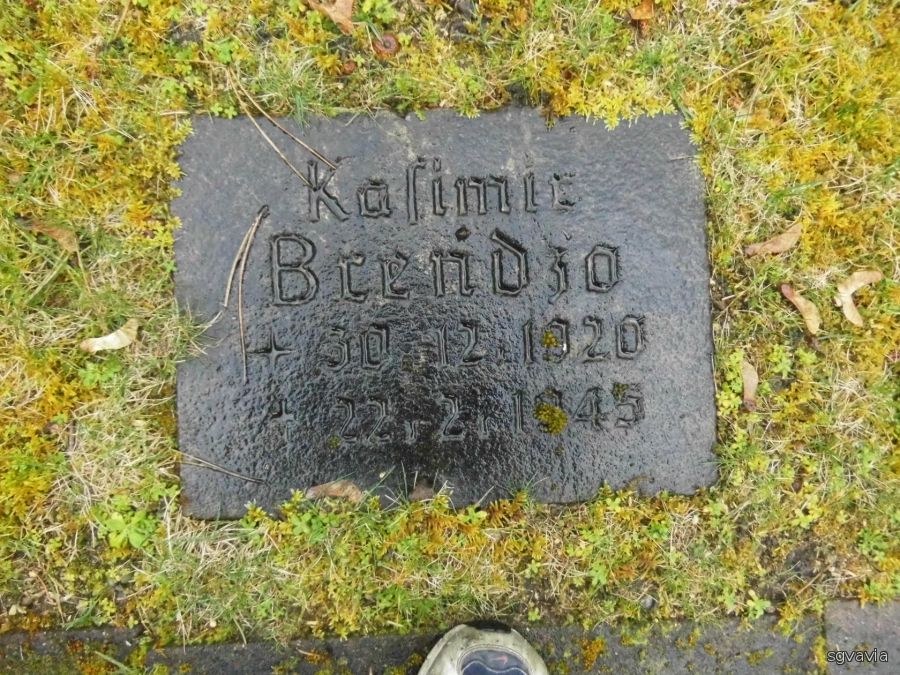 Kaſimir
Brendzo
* 30.12.1920
† 22.2.1945
sgvavia